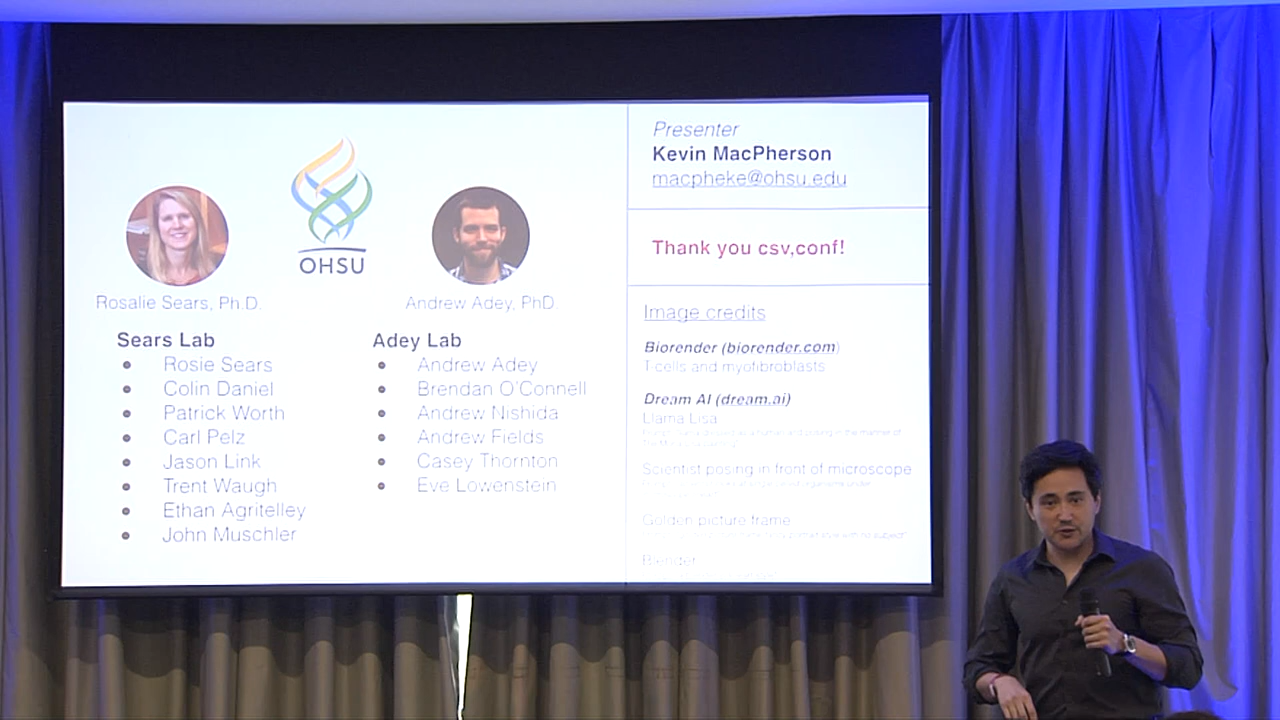 OHSU
Rosalie Sears, Ph.D.
Andrew Adey, PhD
Sears Lab
Rosie Sears
Colin Daniel
Patrick Worth
Carl Pelz
Jason Link
Trent Waugh
Ethan Agritelley
John Muschler
Adey Lab
Andrew Adey
Brendan O'Connell
Andrew Nishida
Andrew Fields
Casey Thornton
Eve Lowenstein
Presenter
Kevin MacPherson
macpheke@ohsu.edu
Thank you csv,conf!
Image credits
Biorender (biorender.com)
T-cells and myofibroblasts
Dream AI (dream.ai)
Llama Lisa
Scientist posing in front of microscope
Golden picture frame
Blender